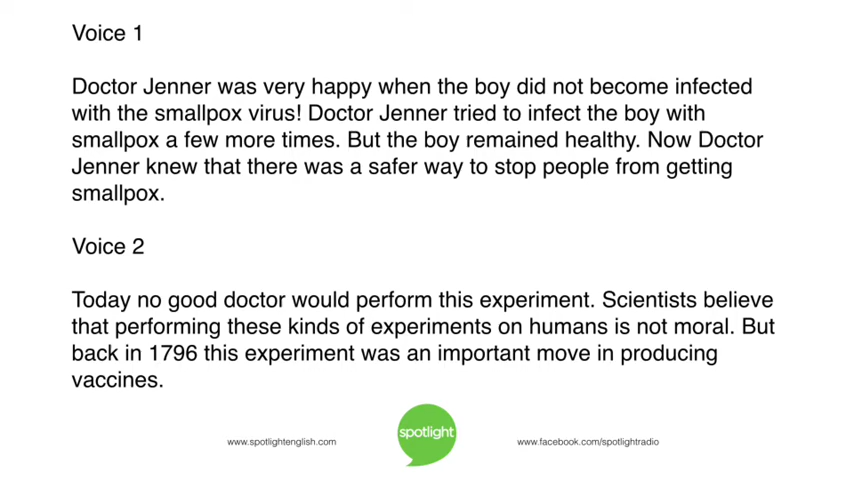 Voice 1
Doctor Jenner was very happy when the boy did not become infected
with the smallpox virus! Doctor Jenner tried to infect the boy with
smallpox a few more times. But the boy remained healthy. Now Doctor
Jenner knew that there was a safer way to stop people from getting
smallpox.
Voice 2
Today no good doctor would perform this experiment. Scientists believe
that performing these kinds of experiments on humans is not moral. But
back in 1796 this experiment was an important move in producing
vaccines.
www.spotlightenglish.com
spotlight
www.facebook.com/spotlightradio